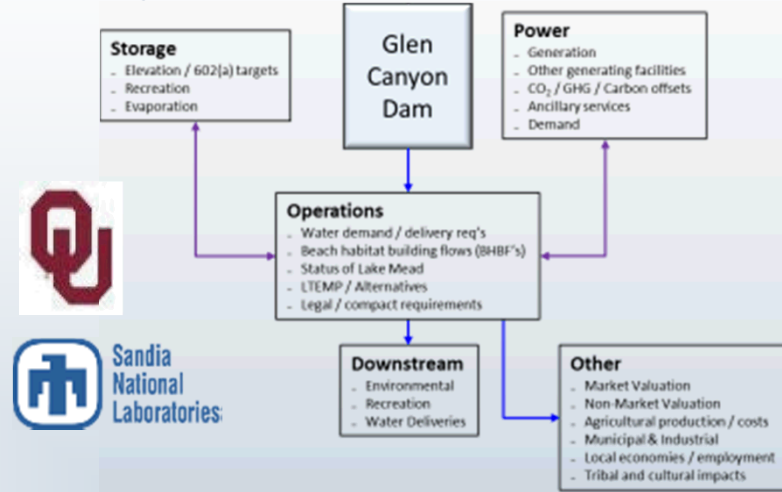 Storage
- Elevation / 602(a) targets
- Recreation
- Evaporation
Glen
Canyon
Dam
Power
- Generation
- Other generating facilities
- CO₂ / GHG / Carbon offsets
- Ancillary services
- Demand
Operations
- Water demand / delivery req's
- Beach habitat building flows (BHBF's)
- Status of Lake Mead
- LTEMP / Alternatives
- Legal / compact requirements
OU
Sandia
National
Laboratories
Downstream
- Environmental
- Recreation
- Water Deliveries
Other
- Market Valuation
- Non-Market Valuation
- Agricultural production / costs
- Municipal & Industrial
- Local economies / employment
- Tribal and cultural impacts